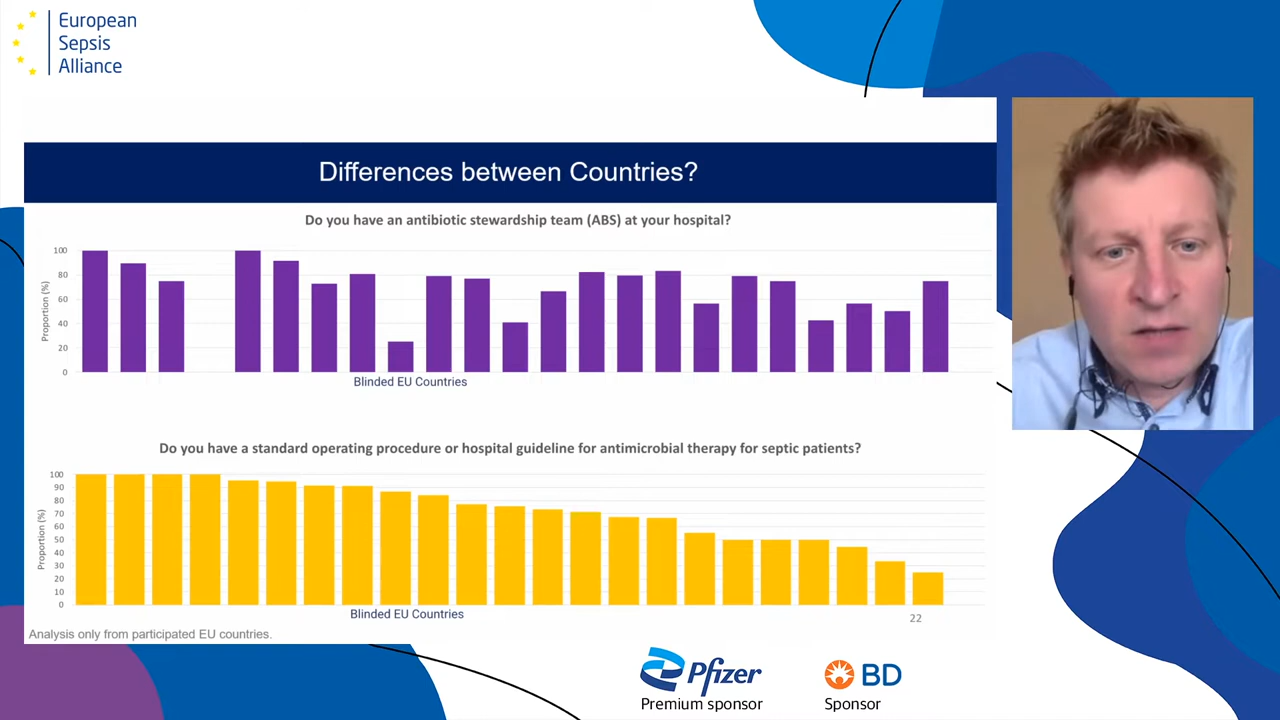 European
Sepsis
Alliance
Differences between Countries?
Do you have an antibiotic stewardship team (ABS) at your hospital?
Proportion (%)
100
80
60
40
20
0
Blinded EU Countries
Do you have a standard operating procedure or hospital guideline for antimicrobial therapy for septic patients?
Proportion (%)
100
90
80
70
60
50
40
30
20
10
0
Blinded EU Countries
22
Analysis only from participated EU countries.
Pfizer
Premium sponsor
BD
Sponsor